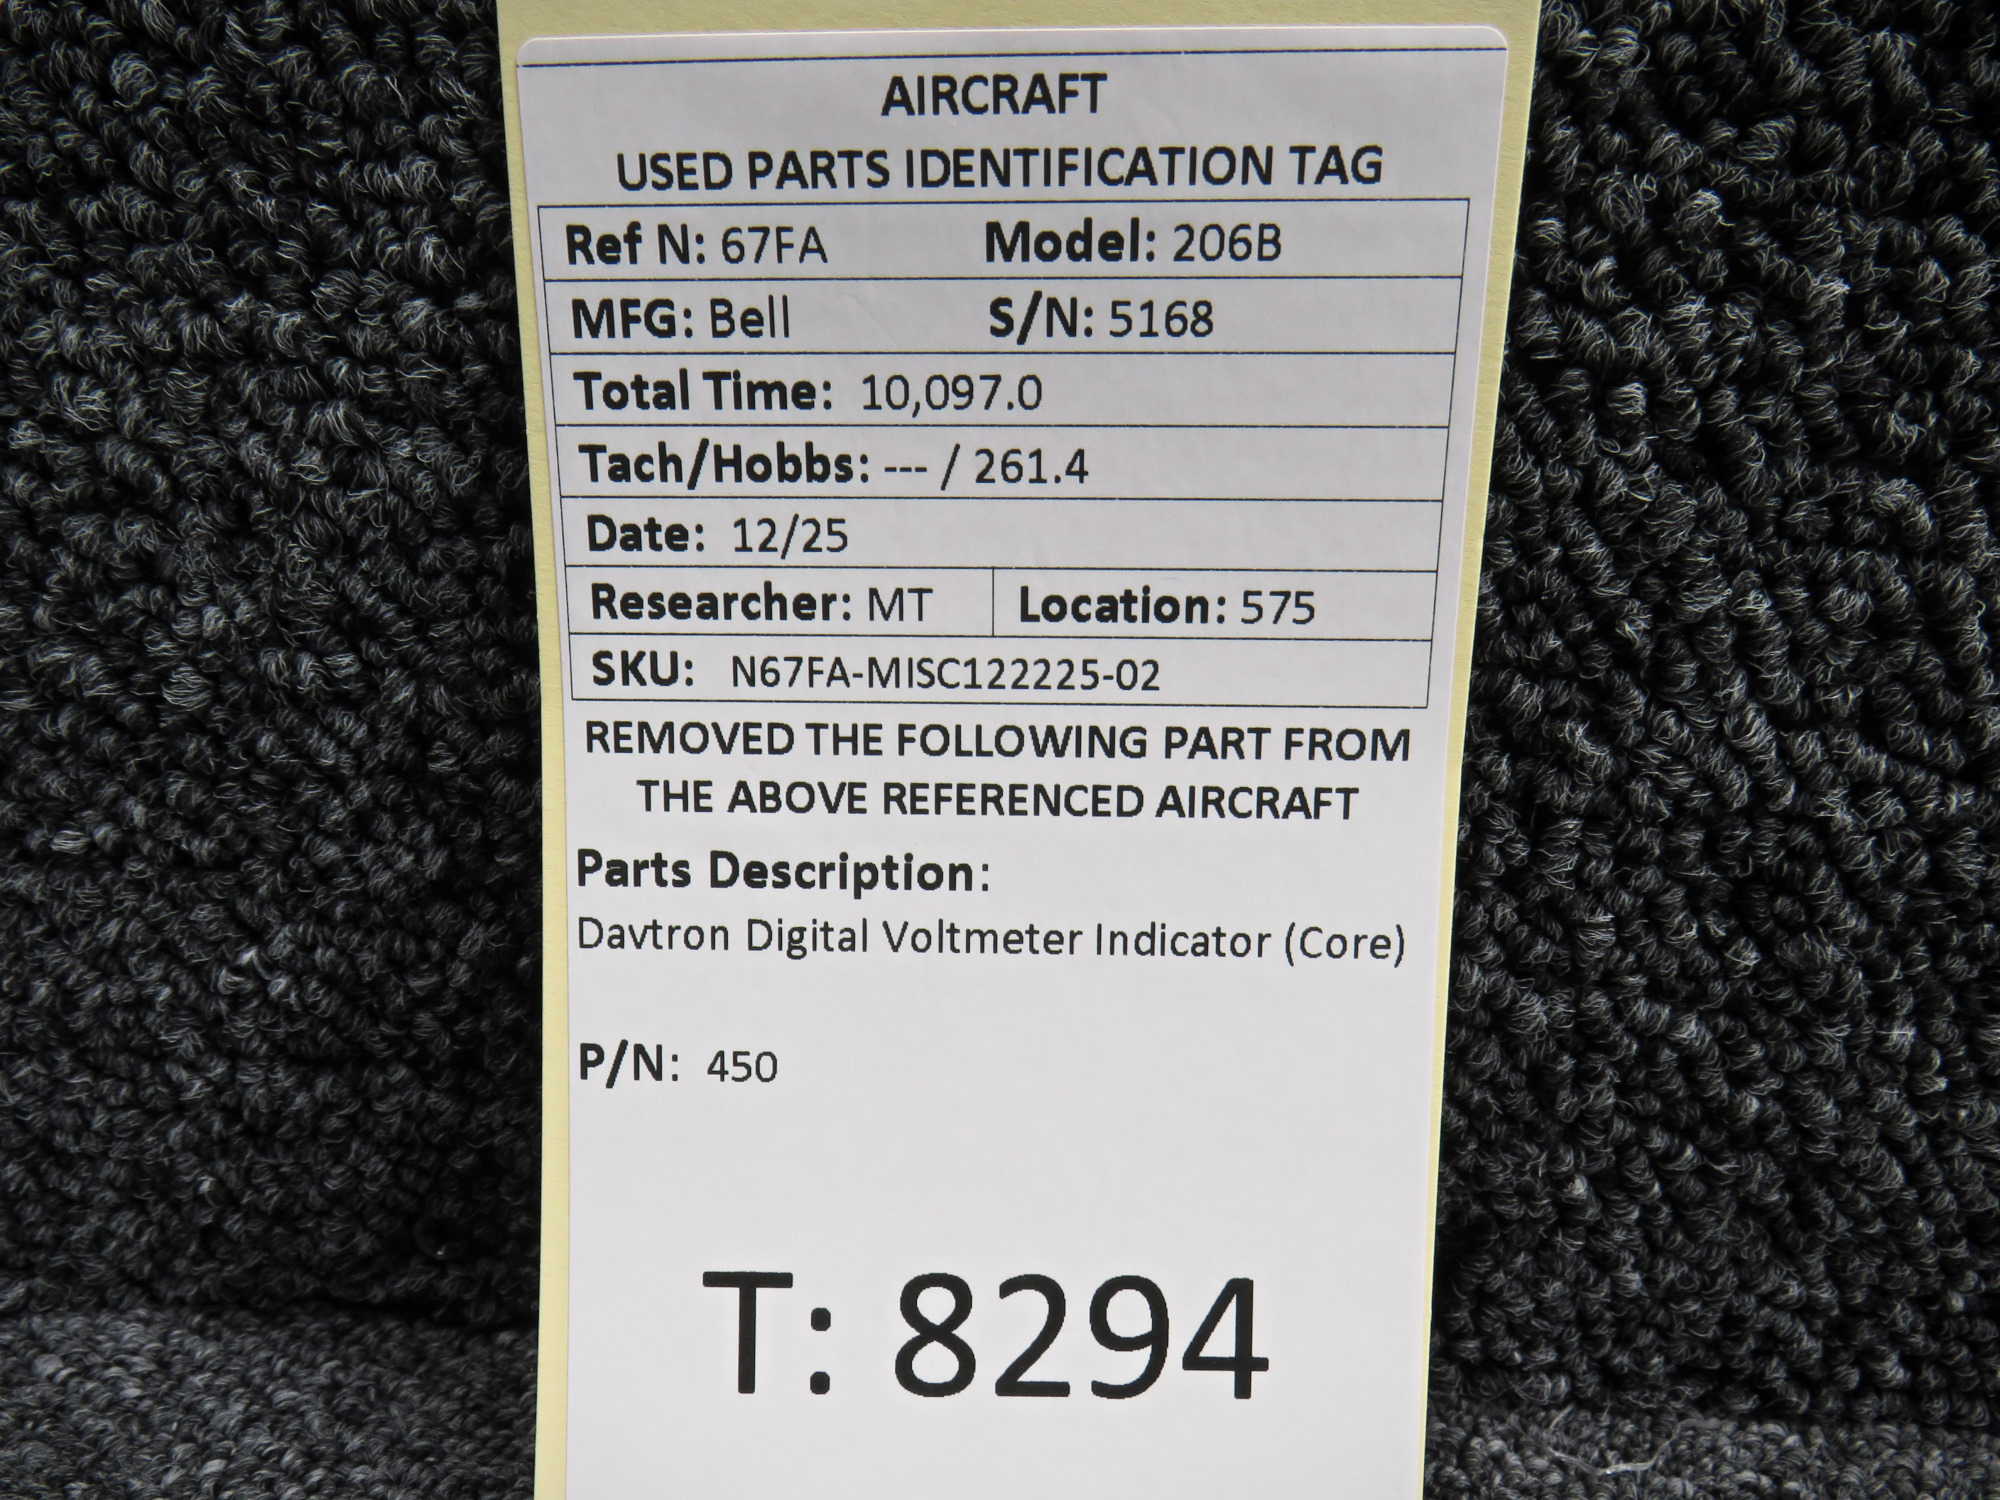 AIRCRAFT
USED PARTS IDENTIFICATION TAG
Ref N: 67FA Model: 206B
MFG: Bell S/N: 5168
Total Time: 10,097.0
Tach/Hobbs: --- / 261.4
Date: 12/25
Researcher: MT Location: 575
SKU: N67FA-MISC122225-02
REMOVED THE FOLLOWING PART FROM
THE ABOVE REFERENCED AIRCRAFT
Parts Description:
Davtron Digital Voltmeter Indicator (Core)
P/N: 450
T: 8294